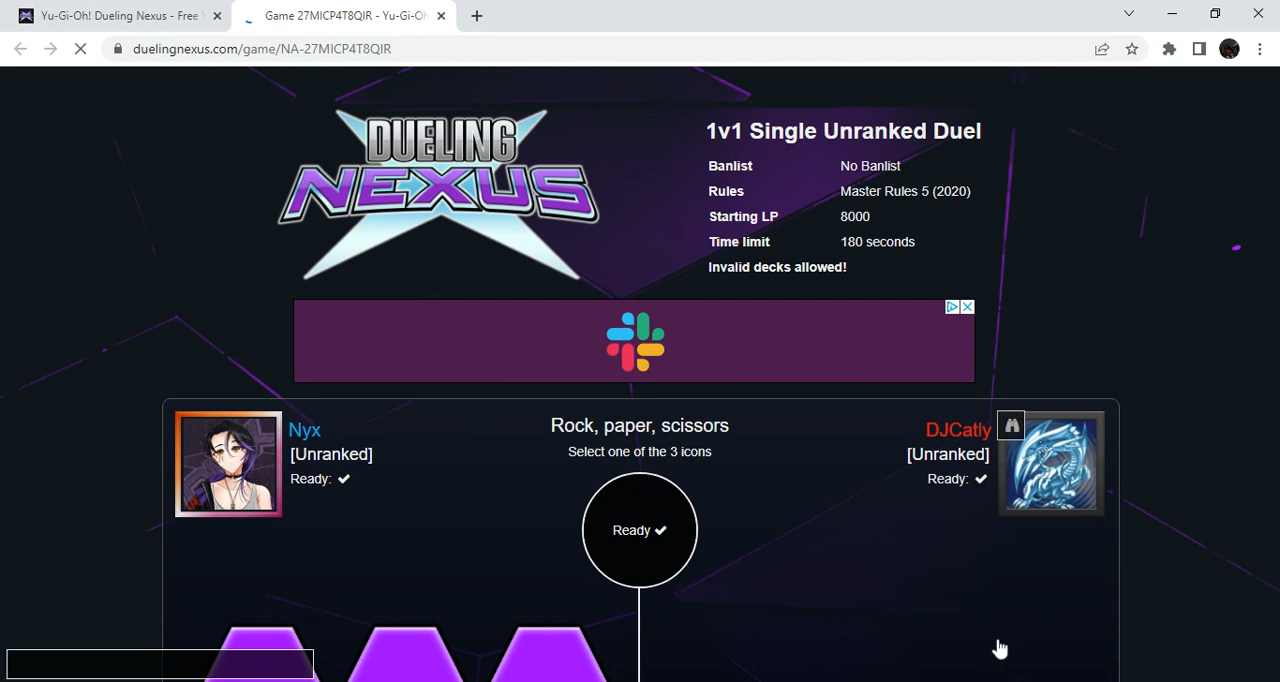 Yu-Gi-Oh! Dueling Nexus - Free
Game 27MICP4T8QIR - Yu-Gi-Oh
duelingnexus.com/game/NA-27MICP4T8QIR
DUELING
NEXUS
1v1 Single Unranked Duel
Banlist No Banlist
Rules Master Rules 5 (2020)
Starting LP 8000
Time limit 180 seconds
Invalid decks allowed!
Nyx
[Unranked]
Ready: ✔
Rock, paper, scissors
Select one of the 3 icons
Ready ✔
DJCatly
[Unranked]
Ready: ✔